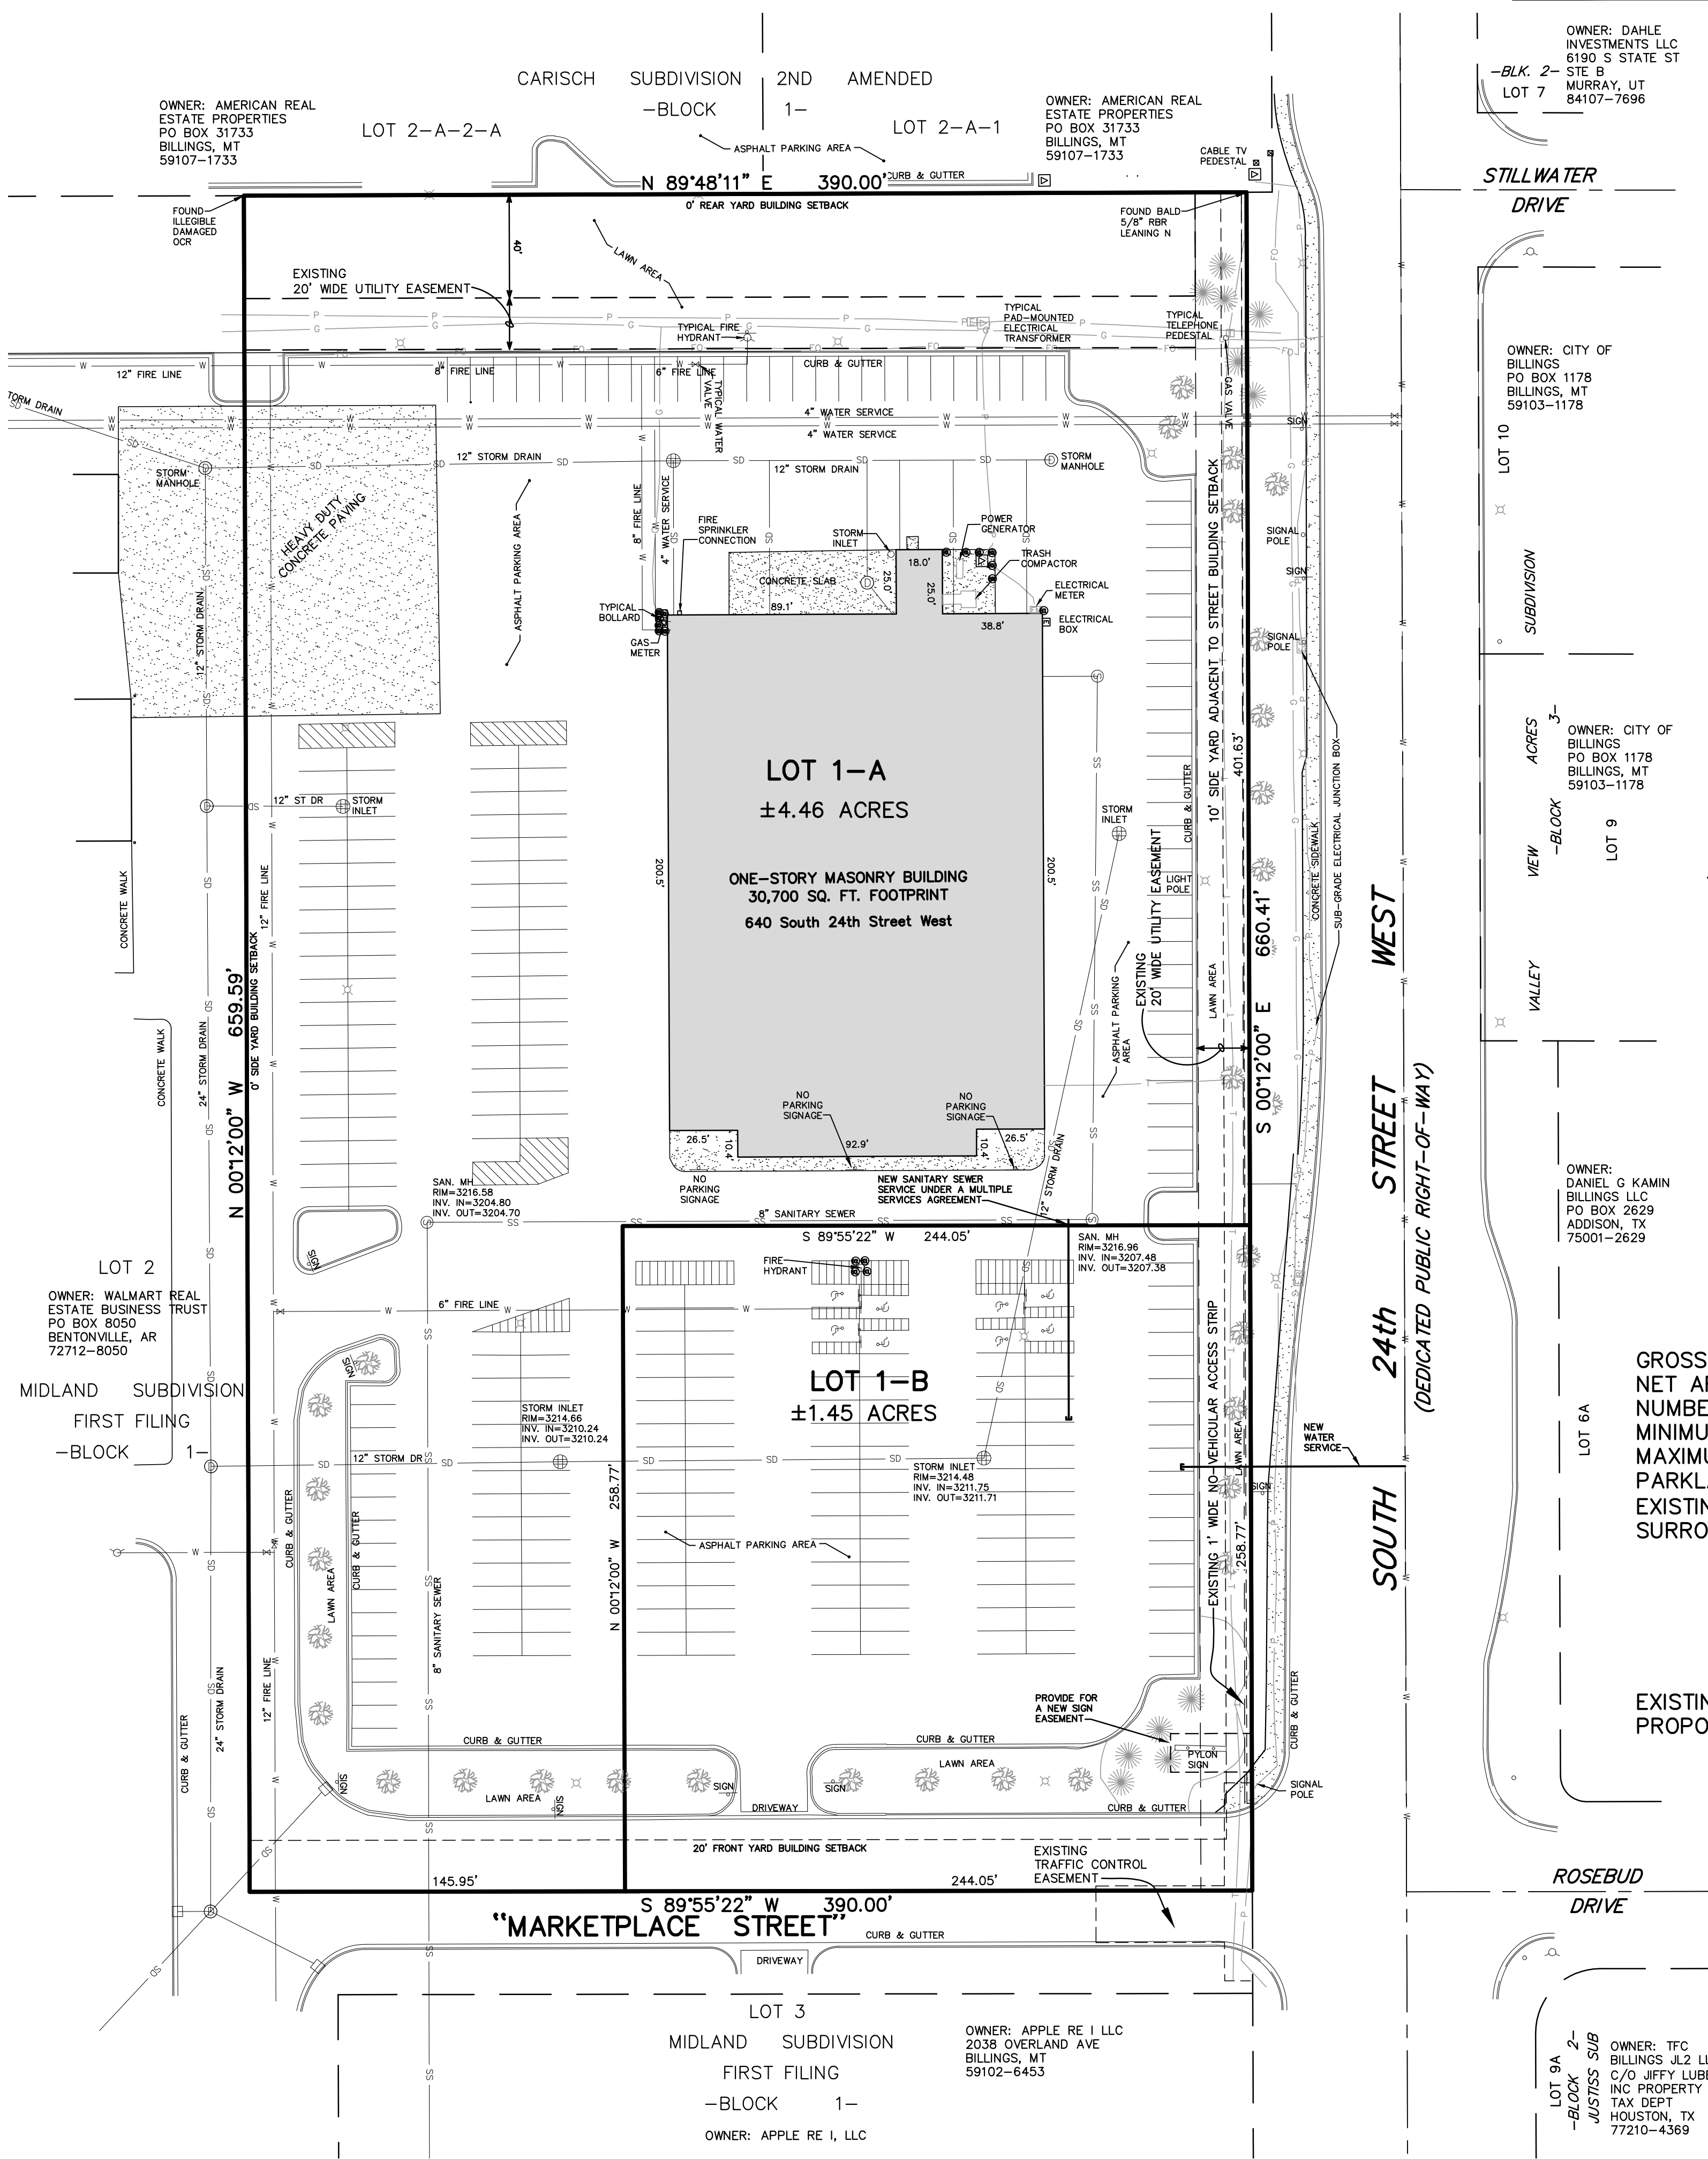 CARISCH SUBDIVISION 2ND AMENDED
-BLOCK 1-
OWNER: AMERICAN REAL
ESTATE PROPERTIES
PO BOX 31733
BILLINGS, MT
59107-1733
LOT 2-A-2-A
LOT 2-A-1
OWNER: AMERICAN REAL
ESTATE PROPERTIES
PO BOX 31733
BILLINGS, MT
59107-1733
ASPHALT PARKING AREA
CABLE TV
PEDESTAL
OWNER: DAHLE
INVESTMENTS LLC
6190 S STATE ST
STE B
MURRAY, UT
84107-7696
-BLK. 2-
LOT 7
STILLWATER
DRIVE
N 89°48'11" E 390.00'
CURB & GUTTER
0' REAR YARD BUILDING SETBACK
FOUND
ILLEGIBLE
DAMAGED
OCR
FOUND BALD
5/8" RBR
LEANING N
40'
LAWN AREA
EXISTING
20' WIDE UTILITY EASEMENT
TYPICAL FIRE
HYDRANT
TYPICAL
PAD-MOUNTED
ELECTRICAL
TRANSFORMER
TYPICAL
TELEPHONE
PEDESTAL
12" FIRE LINE
8" FIRE LINE
6" FIRE LINE
CURB & GUTTER
TYPICAL WATER
VALVE
GAS VALVE
STORM DRAIN
4" WATER SERVICE
4" WATER SERVICE
SIGN
12" STORM DRAIN
12" STORM DRAIN
STORM
MANHOLE
STORM
MANHOLE
HEAVY DUTY
CONCRETE PAVING
ASPHALT PARKING AREA
8" FIRE LINE
4" WATER SERVICE
FIRE
SPRINKLER
CONNECTION
STORM
INLET
POWER
GENERATOR
TRASH
COMPACTOR
ELECTRICAL
METER
ELECTRICAL
BOX
CONCRETE SLAB
18.0'
25.0'
25.0'
89.1'
38.8'
TYPICAL
BOLLARD
GAS
METER
SIGNAL
POLE
SIGN
SIGNAL
POLE
12" STORM DRAIN
10' SIDE YARD ADJACENT TO STREET BUILDING SETBACK
401.63'
OWNER: CITY OF
BILLINGS
PO BOX 1178
BILLINGS, MT
59103-1178
LOT 10
VALLEY VIEW ACRES SUBDIVISION
-BLOCK 3-
LOT 9
OWNER: CITY OF
BILLINGS
PO BOX 1178
BILLINGS, MT
59103-1178
LOT 1-A
±4.46 ACRES
ONE-STORY MASONRY BUILDING
30,700 SQ. FT. FOOTPRINT
640 South 24th Street West
200.5'
200.5'
12" ST DR
STORM
INLET
STORM
INLET
CURB & GUTTER
LIGHT
POLE
CONCRETE SIDEWALK
SUB-GRADE ELECTRICAL JUNCTION BOX
CONCRETE WALK
12" FIRE LINE
0' SIDE YARD BUILDING SETBACK
N 00°12'00" W 659.59'
24" STORM DRAIN
CONCRETE WALK
EXISTING
20' WIDE UTILITY EASEMENT
LAWN AREA
ASPHALT PARKING
AREA
S 00°12'00" E 660.41'
SOUTH 24th STREET WEST
(DEDICATED PUBLIC RIGHT-OF-WAY)
NO
PARKING
SIGNAGE
NO
PARKING
SIGNAGE
26.5'
10.4'
92.9'
10.4'
26.5'
NO
PARKING
SIGNAGE
NEW SANITARY SEWER
SERVICE UNDER A MULTIPLE
SERVICES AGREEMENT
12" STORM DRAIN
SAN. MH
RIM=3216.58
INV. IN=3204.80
INV. OUT=3204.70
8" SANITARY SEWER
S 89°55'22" W 244.05'
SAN. MH
RIM=3216.96
INV. IN=3207.48
INV. OUT=3207.38
FIRE
HYDRANT
SIGN
OWNER:
DANIEL G KAMIN
BILLINGS LLC
PO BOX 2629
ADDISON, TX
75001-2629
LOT 2
OWNER: WALMART REAL
ESTATE BUSINESS TRUST
PO BOX 8050
BENTONVILLE, AR
72712-8050
MIDLAND SUBDIVISION
FIRST FILING
-BLOCK 1-
6" FIRE LINE
SIGN
LOT 1-B
±1.45 ACRES
STORM INLET
RIM=3214.66
INV. IN=3210.24
INV. OUT=3210.24
12" STORM DR
STORM INLET
RIM=3214.48
INV. IN=3211.75
INV. OUT=3211.71
N 00°12'00" W 258.77'
ASPHALT PARKING AREA
EXISTING 1' WIDE NO-VEHICULAR ACCESS STRIP
LAWN AREA
258.77'
SIGN
NEW
WATER
SERVICE
LOT 6A
GROSS
NET AR
NUMBE
MINIMU
MAXIMU
PARKL
EXISTIN
SURRO
EXISTIN
PROPO
CURB & GUTTER
CURB & GUTTER
LAWN AREA
8" SANITARY SEWER
12" FIRE LINE
24" STORM DRAIN
CURB & GUTTER
PROVIDE FOR
A NEW SIGN
EASEMENT
CURB & GUTTER
CURB & GUTTER
CURB & GUTTER
PYLON
SIGN
LAWN AREA
LAWN AREA
SIGN
SIGN
SIGN
SIGN
SIGNAL
POLE
DRIVEWAY
CURB & GUTTER
20' FRONT YARD BUILDING SETBACK
EXISTING
TRAFFIC CONTROL
EASEMENT
145.95'
244.05'
S 89°55'22" W 390.00'
"MARKETPLACE STREET"
CURB & GUTTER
DRIVEWAY
ROSEBUD
DRIVE
LOT 3
MIDLAND SUBDIVISION
FIRST FILING
-BLOCK 1-
OWNER: APPLE RE I, LLC
OWNER: APPLE RE I LLC
2038 OVERLAND AVE
BILLINGS, MT
59102-6453
LOT 9A
-BLOCK 2-
JUSTISS SUB
OWNER: TFC
BILLINGS JL2 LL
C/O JIFFY LUBE
INC PROPERTY
TAX DEPT
HOUSTON, TX
77210-4369